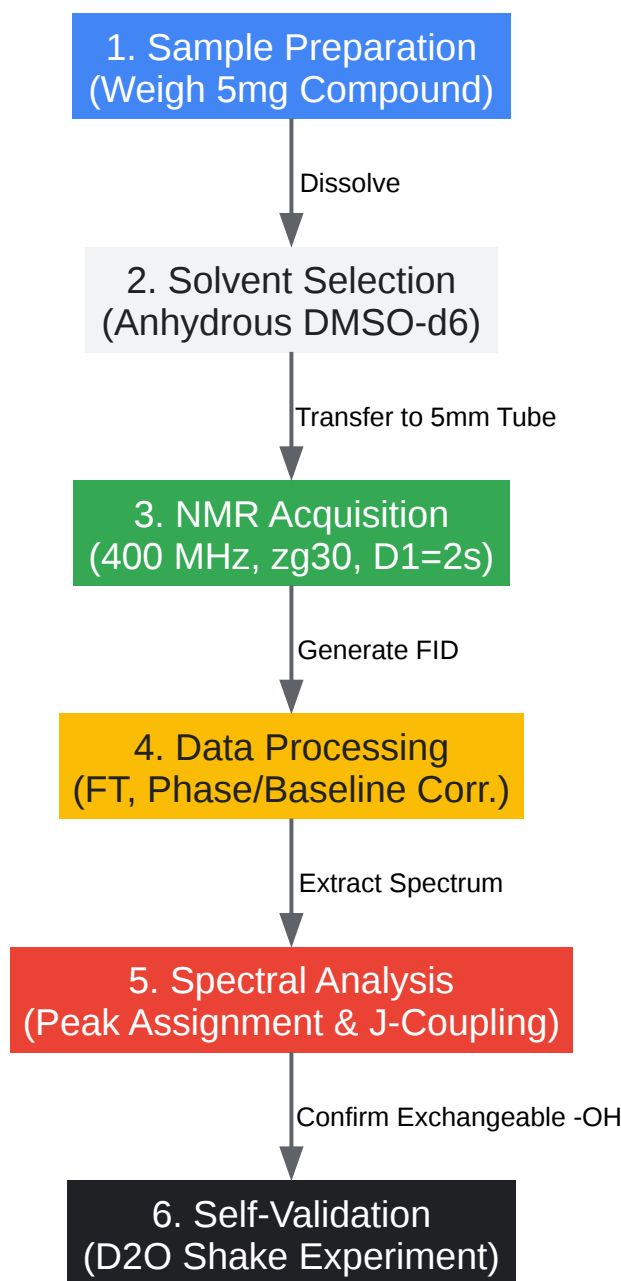 1. Sample Preparation
(Weigh 5mg Compound)
Dissolve
2. Solvent Selection
(Anhydrous DMSO-d6)
Transfer to 5mm Tube
3. NMR Acquisition
(400 MHz, zg30, D1=2s)
Generate FID
4. Data Processing
(FT, Phase/Baseline Corr.)
Extract Spectrum
5. Spectral Analysis
(Peak Assignment & J-Coupling)
Confirm Exchangeable -OH
6. Self-Validation
(D2O Shake Experiment)